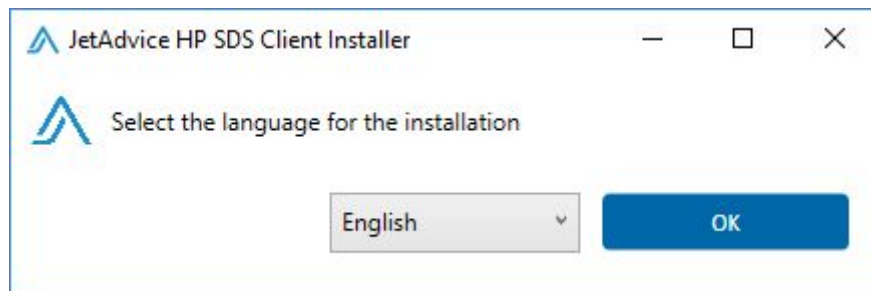 JetAdvice HP SDS Client Installer
Select the language for the installation
English OK